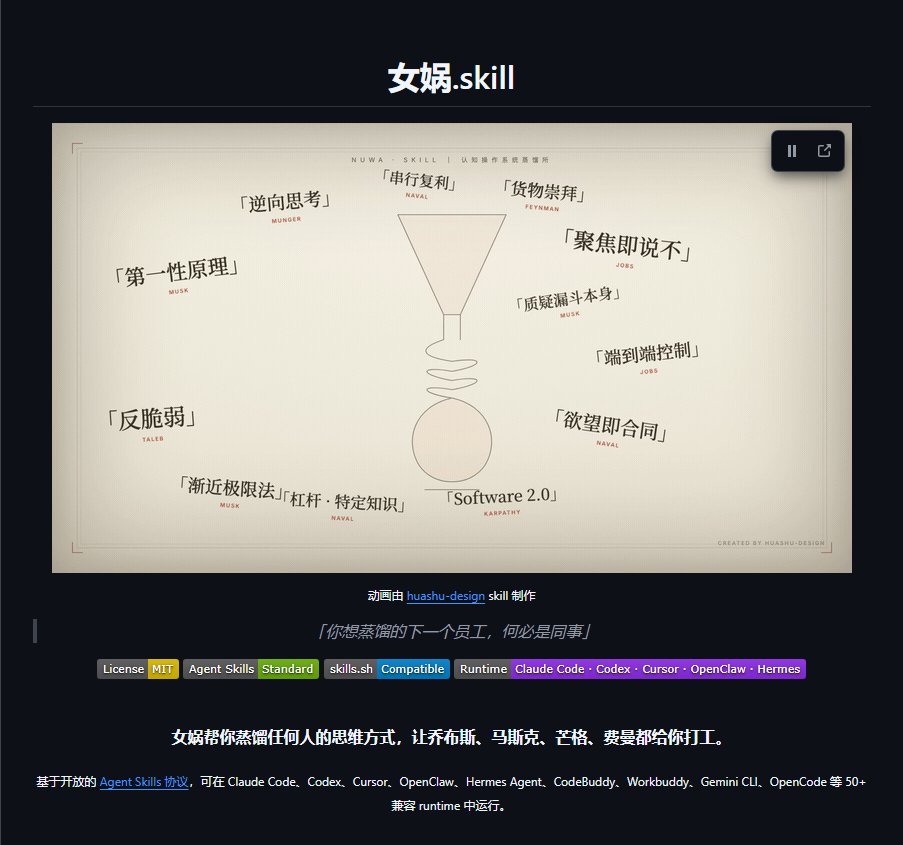 女娲.skill
NUWA · SKILL | 认知操作系统蒸馏所
「串行复利」
NAVAL
「货物崇拜」
FEYNMAN
「逆向思考」
MUNGER
「聚焦即说不」
JOBS
「第一性原理」
MUSK
「质疑漏斗本身」
MUSK
「端到端控制」
JOBS
「反脆弱」
TALEB
「欲望即合同」
NAVAL
「渐近极限法」
MUSK
「杠杆 · 特定知识」
NAVAL
「Software 2.0」
KARPATHY
CREATED BY HUASHU-DESIGN
动画由 huashu-design skill 制作
「你想蒸馏的下一个员工，何必是同事」
License MIT Agent Skills Standard skills.sh Compatible Runtime Claude Code · Codex · Cursor · OpenClaw · Hermes
女娲帮你蒸馏任何人的思维方式，让乔布斯、马斯克、芒格、费曼都给你打工。
基于开放的 Agent Skills 协议，可在 Claude Code、Codex、Cursor、OpenClaw、Hermes Agent、CodeBuddy、Workbuddy、Gemini CLI、OpenCode 等 50+
兼容 runtime 中运行。